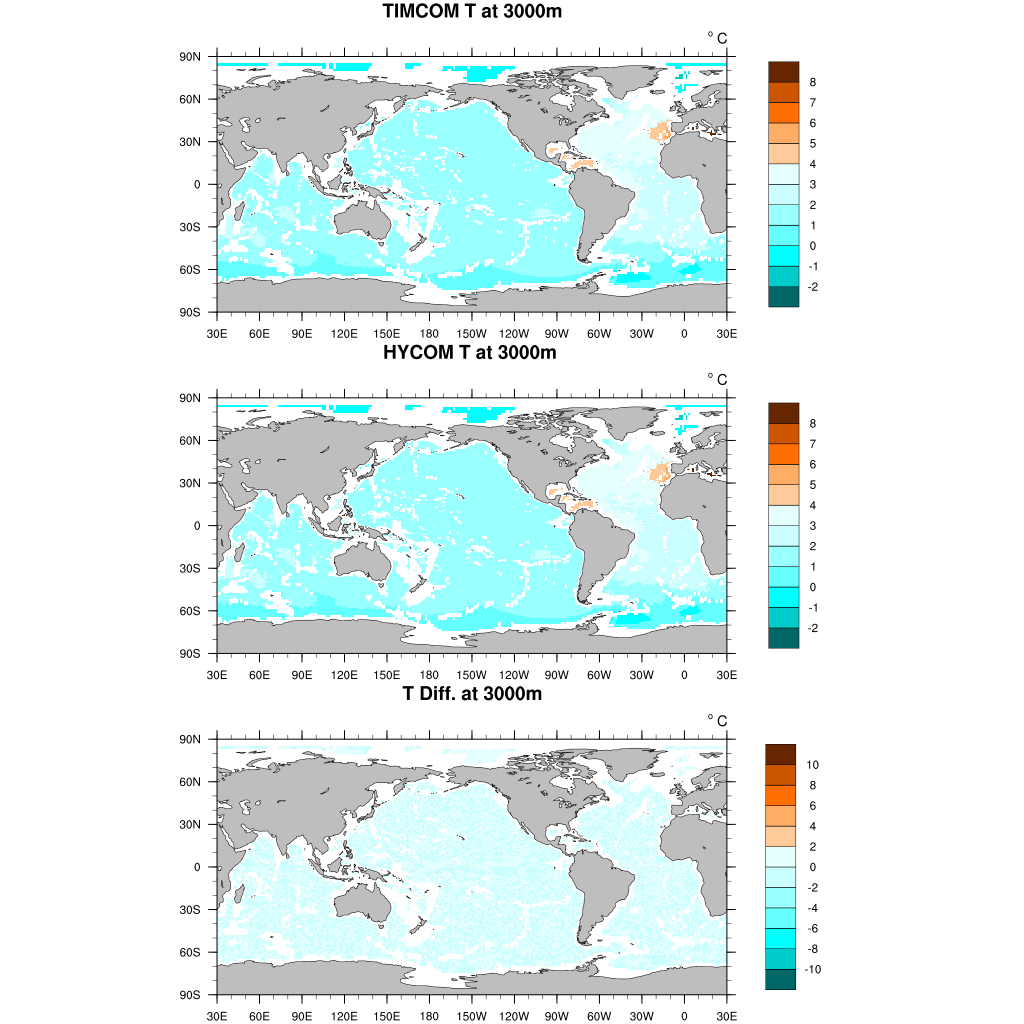 TIMCOM T at 3000m
° C
90N
60N
30N
0
30S
60S
90S
30E 60E 90E 120E 150E 180 150W 120W 90W 60W 30W 0 30E
8
7
6
5
4
3
2
1
0
-1
-2
HYCOM T at 3000m
° C
90N
60N
30N
0
30S
60S
90S
30E 60E 90E 120E 150E 180 150W 120W 90W 60W 30W 0 30E
8
7
6
5
4
3
2
1
0
-1
-2
T Diff. at 3000m
° C
90N
60N
30N
0
30S
60S
90S
30E 60E 90E 120E 150E 180 150W 120W 90W 60W 30W 0 30E
10
8
6
4
2
0
-2
-4
-6
-8
-10